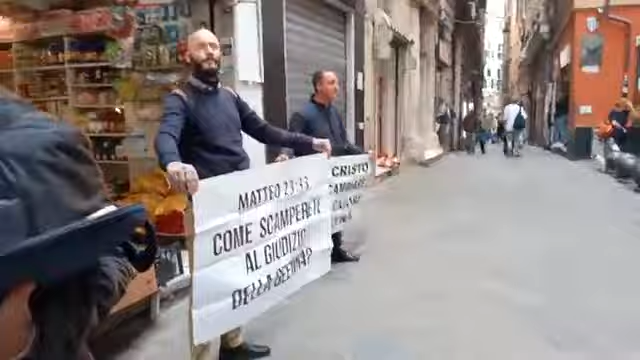 MATTEO 23:33
COME SCAMPERETE
AL GIUDIZIO
DELLA GEENNA?
CRISTO